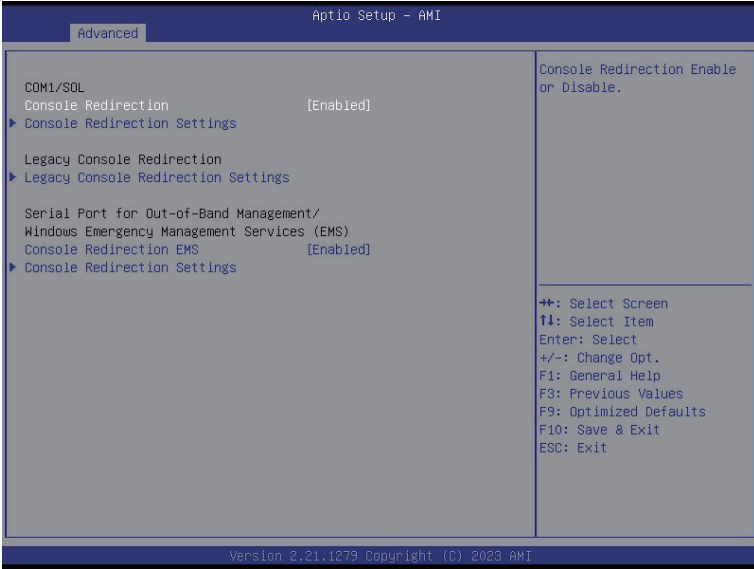 Aptio Setup – AMI
Advanced
COM1/SOL
Console Redirection [Enabled]
▶ Console Redirection Settings
Legacy Console Redirection
▶ Legacy Console Redirection Settings
Serial Port for Out-of-Band Management/
Windows Emergency Management Services (EMS)
Console Redirection EMS [Enabled]
▶ Console Redirection Settings
Console Redirection Enable
or Disable.
→←: Select Screen
↑↓: Select Item
Enter: Select
+/-: Change Opt.
F1: General Help
F3: Previous Values
F9: Optimized Defaults
F10: Save & Exit
ESC: Exit
Version 2.21.1279 Copyright (C) 2023 AMI